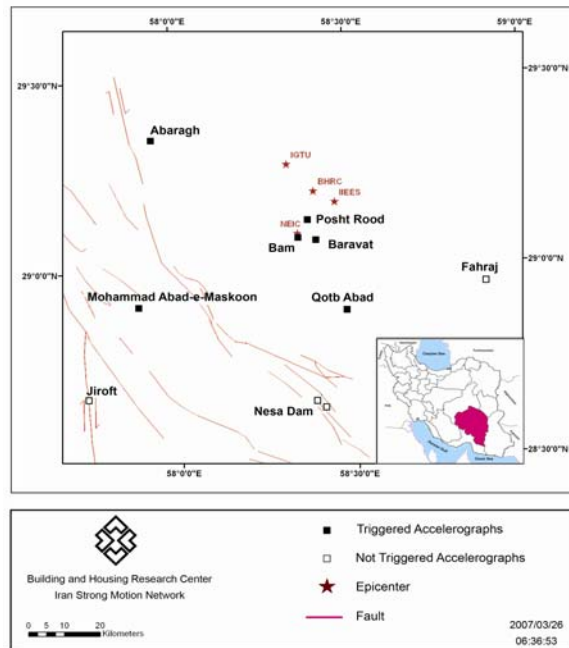 58°0'0"E
58°30'0"E
59°0'0"E
29°30'0"N
29°30'0"N
Abaragh
IGTU
BHRC
IIEES
Posht Rood
NEIC
Bam
Baravat
29°0'0"N
29°0'0"N
Fahraj
Mohammad Abad-e-Maskoon
Qotb Abad
Jiroft
Nesa Dam
28°30'0"N
58°0'0"E
58°30'0"E
Building and Housing Research Center
Iran Strong Motion Network
0 5 10 20
Kilometers
Triggered Accelerographs
Not Triggered Accelerographs
Epicenter
Fault
2007/03/26
06:36:53